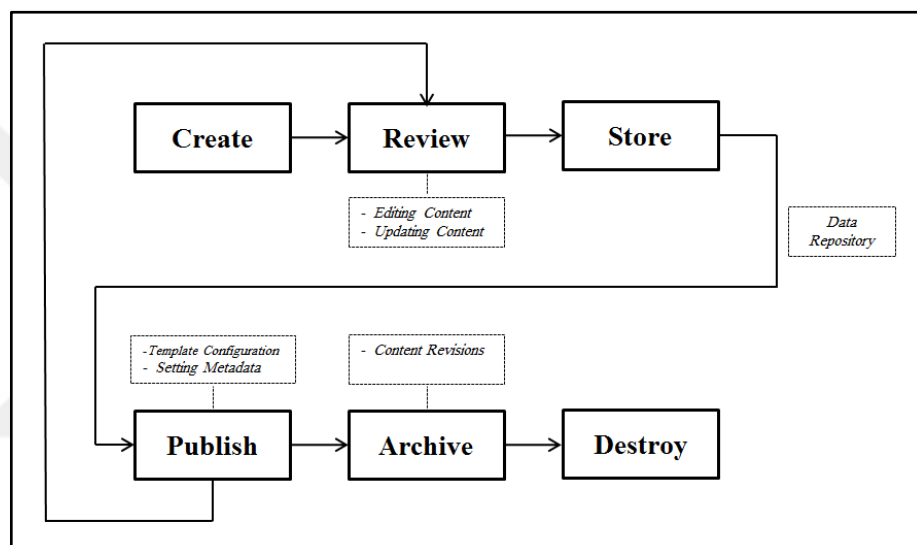 Create
Review
Store
- Editing Content
- Updating Content
Data
Repository
-Template Configuration
- Setting Metadata
- Content Revisions
Publish
Archive
Destroy